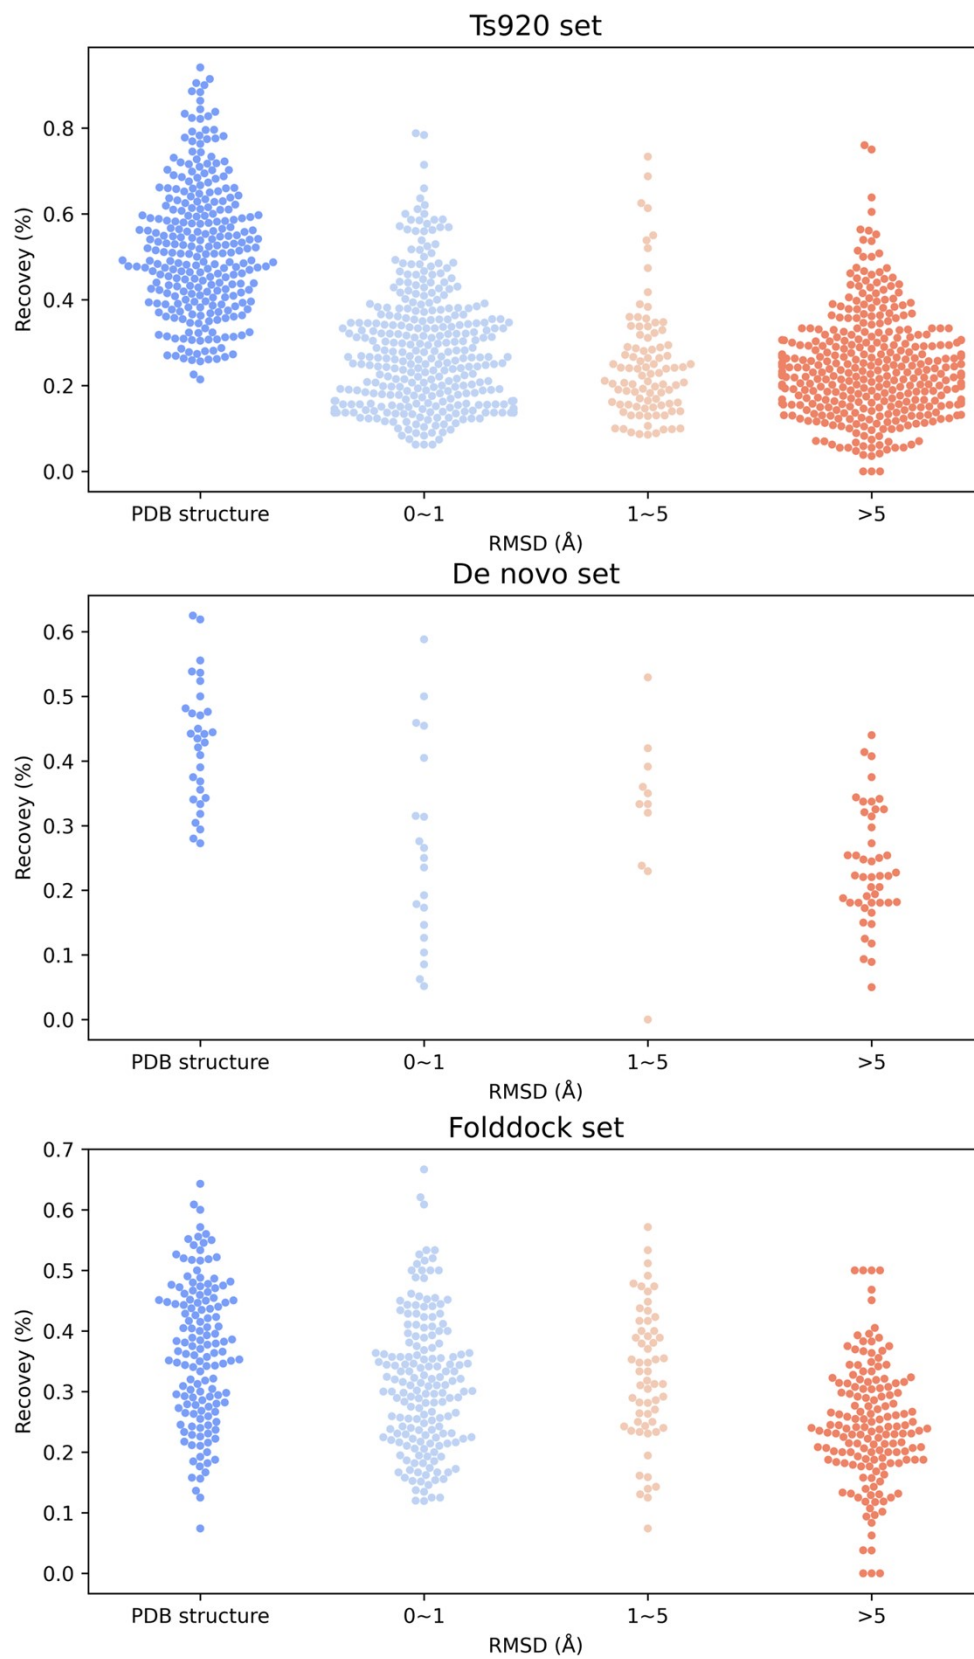 Ts920 set
Recovey (%)
0.8
0.6
0.4
0.2
0.0
PDB structure 0~1 1~5 >5
RMSD (Å)
De novo set
Recovey (%)
0.6
0.5
0.4
0.3
0.2
0.1
0.0
PDB structure 0~1 1~5 >5
RMSD (Å)
Folddock set
Recovey (%)
0.7
0.6
0.5
0.4
0.3
0.2
0.1
0.0
PDB structure 0~1 1~5 >5
RMSD (Å)